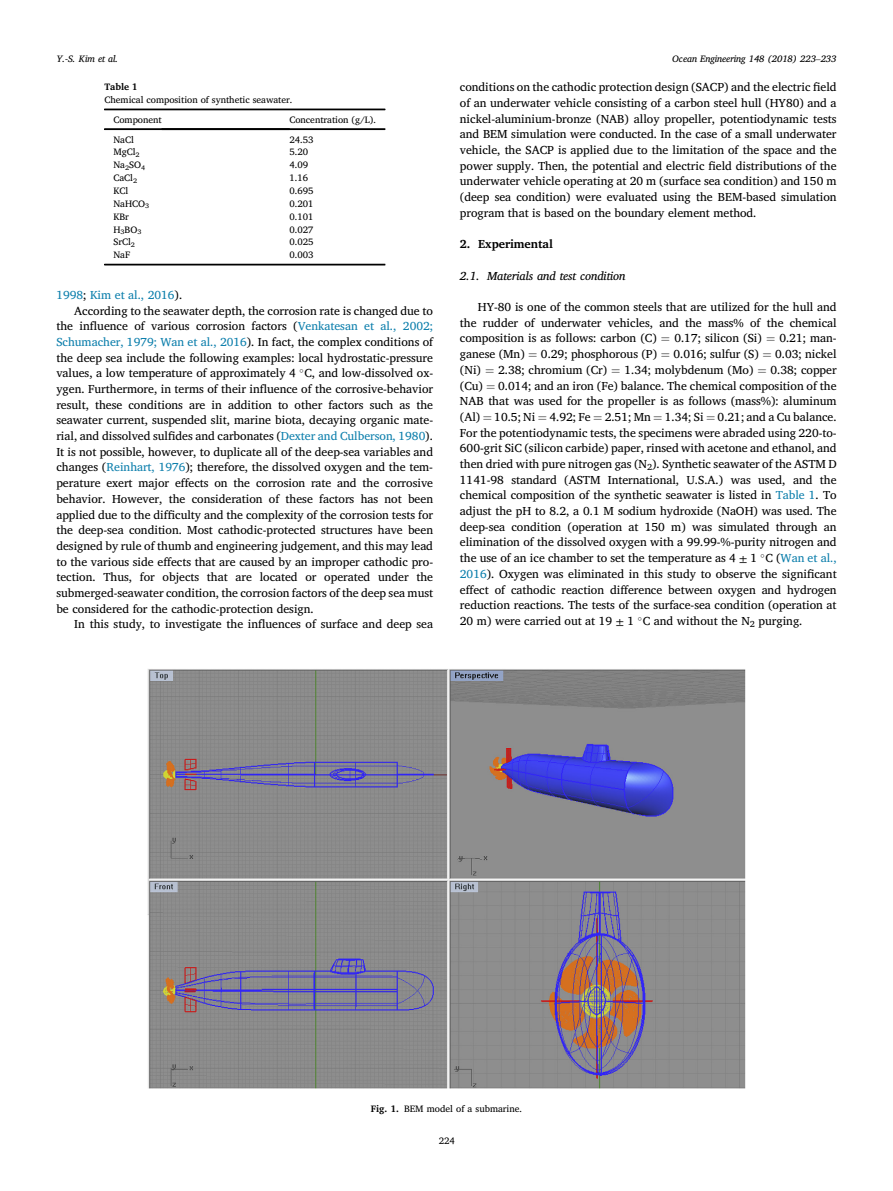 Y.-S. Kim et al.
Ocean Engineering 148 (2018) 223–233
Table 1
Chemical composition of synthetic seawater.
Component Concentration (g/L).
NaCl 24.53
MgCl₂ 5.20
Na₂SO₄ 4.09
CaCl₂ 1.16
KCl 0.695
NaHCO₃ 0.201
KBr 0.101
H₃BO₃ 0.027
SrCl₂ 0.025
NaF 0.003
1998; Kim et al., 2016).
According to the seawater depth, the corrosion rate is changed due to
the influence of various corrosion factors (Venkatesan et al., 2002;
Schumacher, 1979; Wan et al., 2016). In fact, the complex conditions of
the deep sea include the following examples: local hydrostatic-pressure
values, a low temperature of approximately 4 °C, and low-dissolved ox-
ygen. Furthermore, in terms of their influence of the corrosive-behavior
result, these conditions are in addition to other factors such as the
seawater current, suspended slit, marine biota, decaying organic mate-
rial, and dissolved sulfides and carbonates (Dexter and Culberson, 1980).
It is not possible, however, to duplicate all of the deep-sea variables and
changes (Reinhart, 1976); therefore, the dissolved oxygen and the tem-
perature exert major effects on the corrosion rate and the corrosive
behavior. However, the consideration of these factors has not been
applied due to the difficulty and the complexity of the corrosion tests for
the deep-sea condition. Most cathodic-protected structures have been
designed by rule of thumb and engineering judgement, and this may lead
to the various side effects that are caused by an improper cathodic pro-
tection. Thus, for objects that are located or operated under the
submerged-seawater condition, the corrosion factors of the deep sea must
be considered for the cathodic-protection design.
In this study, to investigate the influences of surface and deep sea
conditions on the cathodic protection design (SACP) and the electric field
of an underwater vehicle consisting of a carbon steel hull (HY80) and a
nickel-aluminium-bronze (NAB) alloy propeller, potentiodynamic tests
and BEM simulation were conducted. In the case of a small underwater
vehicle, the SACP is applied due to the limitation of the space and the
power supply. Then, the potential and electric field distributions of the
underwater vehicle operating at 20 m (surface sea condition) and 150 m
(deep sea condition) were evaluated using the BEM-based simulation
program that is based on the boundary element method.
2. Experimental
2.1. Materials and test condition
HY-80 is one of the common steels that are utilized for the hull and
the rudder of underwater vehicles, and the mass% of the chemical
composition is as follows: carbon (C) = 0.17; silicon (Si) = 0.21; man-
ganese (Mn) = 0.29; phosphorous (P) = 0.016; sulfur (S) = 0.03; nickel
(Ni) = 2.38; chromium (Cr) = 1.34; molybdenum (Mo) = 0.38; copper
(Cu) = 0.014; and an iron (Fe) balance. The chemical composition of the
NAB that was used for the propeller is as follows (mass%): aluminum
(Al) = 10.5; Ni = 4.92; Fe = 2.51; Mn = 1.34; Si = 0.21; and a Cu balance.
For the potentiodynamic tests, the specimens were abraded using 220-to-
600-grit SiC (silicon carbide) paper, rinsed with acetone and ethanol, and
then dried with pure nitrogen gas (N₂). Synthetic seawater of the ASTM D
1141-98 standard (ASTM International, U.S.A.) was used, and the
chemical composition of the synthetic seawater is listed in Table 1. To
adjust the pH to 8.2, a 0.1 M sodium hydroxide (NaOH) was used. The
deep-sea condition (operation at 150 m) was simulated through an
elimination of the dissolved oxygen with a 99.99-%-purity nitrogen and
the use of an ice chamber to set the temperature as 4 ± 1 °C (Wan et al.,
2016). Oxygen was eliminated in this study to observe the significant
effect of cathodic reaction difference between oxygen and hydrogen
reduction reactions. The tests of the surface-sea condition (operation at
20 m) were carried out at 19 ± 1 °C and without the N₂ purging.
Top
y
x
Perspective
y x
z
Front
y x
z
Right
y
z
Fig. 1. BEM model of a submarine.
224